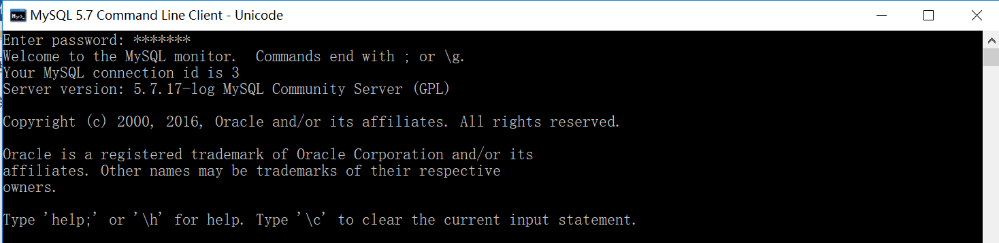 MySQL 5.7 Command Line Client - Unicode
Enter password: *******
Welcome to the MySQL monitor.  Commands end with ; or \g.
Your MySQL connection id is 3
Server version: 5.7.17-log MySQL Community Server (GPL)
Copyright (c) 2000, 2016, Oracle and/or its affiliates. All rights reserved.
Oracle is a registered trademark of Oracle Corporation and/or its
affiliates. Other names may be trademarks of their respective
owners.
Type 'help;' or '\h' for help. Type '\c' to clear the current input statement.